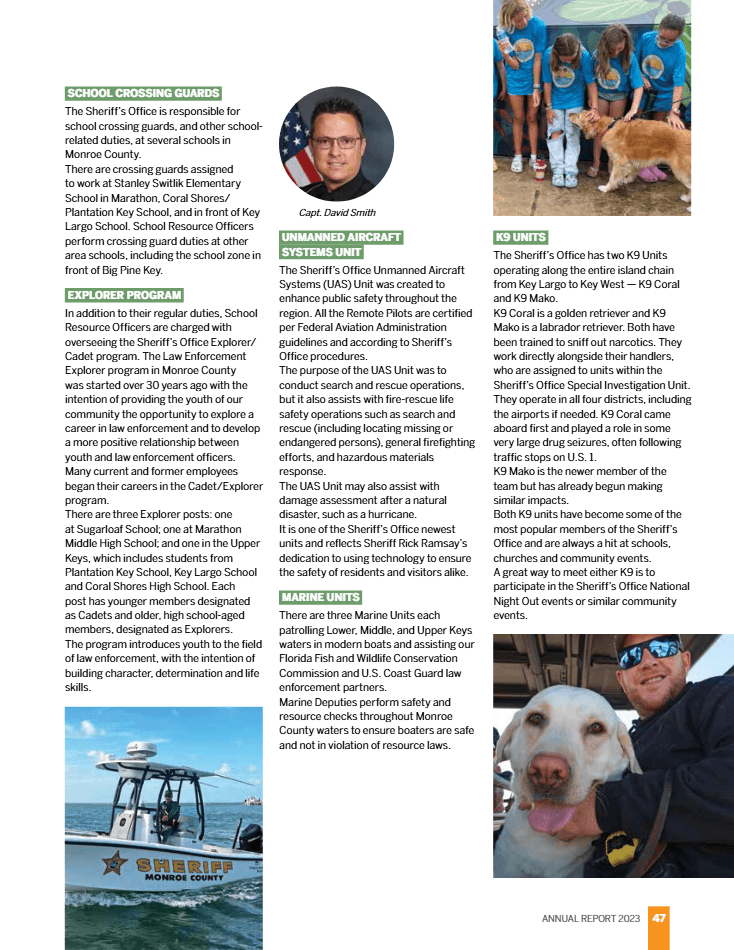 SCHOOL CROSSING GUARDS
The Sheriff's Office is responsible for
school crossing guards, and other school-
related duties, at several schools in
Monroe County.
There are crossing guards assigned
to work at Stanley Switlik Elementary
School in Marathon, Coral Shores/
Plantation Key School, and in front of Key
Largo School. School Resource Officers
perform crossing guard duties at other
area schools, including the school zone in
front of Big Pine Key.
EXPLORER PROGRAM
In addition to their regular duties, School
Resource Officers are charged with
overseeing the Sheriff's Office Explorer/
Cadet program. The Law Enforcement
Explorer program in Monroe County
was started over 30 years ago with the
intention of providing the youth of our
community the opportunity to explore a
career in law enforcement and to develop
a more positive relationship between
youth and law enforcement officers.
Many current and former employees
began their careers in the Cadet/Explorer
program.
There are three Explorer posts: one
at Sugarloaf School; one at Marathon
Middle High School; and one in the Upper
Keys, which includes students from
Plantation Key School, Key Largo School
and Coral Shores High School. Each
post has younger members designated
as Cadets and older, high school-aged
members, designated as Explorers.
The program introduces youth to the field
of law enforcement, with the intention of
building character, determination and life
skills.
SHERIFF
MONROE COUNTY
Capt. David Smith
UNMANNED AIRCRAFT
SYSTEMS UNIT
The Sheriff's Office Unmanned Aircraft
Systems (UAS) Unit was created to
enhance public safety throughout the
region. All the Remote Pilots are certified
per Federal Aviation Administration
guidelines and according to Sheriff's
Office procedures.
The purpose of the UAS Unit was to
conduct search and rescue operations,
but it also assists with fire-rescue life
safety operations such as search and
rescue (including locating missing or
endangered persons), general firefighting
efforts, and hazardous materials
response.
The UAS Unit may also assist with
damage assessment after a natural
disaster, such as a hurricane.
It is one of the Sheriff's Office newest
units and reflects Sheriff Rick Ramsay's
dedication to using technology to ensure
the safety of residents and visitors alike.
MARINE UNITS
There are three Marine Units each
patrolling Lower, Middle, and Upper Keys
waters in modern boats and assisting our
Florida Fish and Wildlife Conservation
Commission and U.S. Coast Guard law
enforcement partners.
Marine Deputies perform safety and
resource checks throughout Monroe
County waters to ensure boaters are safe
and not in violation of resource laws.
K9 UNITS
The Sheriff's Office has two K9 Units
operating along the entire island chain
from Key Largo to Key West — K9 Coral
and K9 Mako.
K9 Coral is a golden retriever and K9
Mako is a labrador retriever. Both have
been trained to sniff out narcotics. They
work directly alongside their handlers,
who are assigned to units within the
Sheriff's Office Special Investigation Unit.
They operate in all four districts, including
the airports if needed. K9 Coral came
aboard first and played a role in some
very large drug seizures, often following
traffic stops on U.S. 1.
K9 Mako is the newer member of the
team but has already begun making
similar impacts.
Both K9 units have become some of the
most popular members of the Sheriff's
Office and are always a hit at schools,
churches and community events.
A great way to meet either K9 is to
participate in the Sheriff's Office National
Night Out events or similar community
events.
ANNUAL REPORT 2023 47